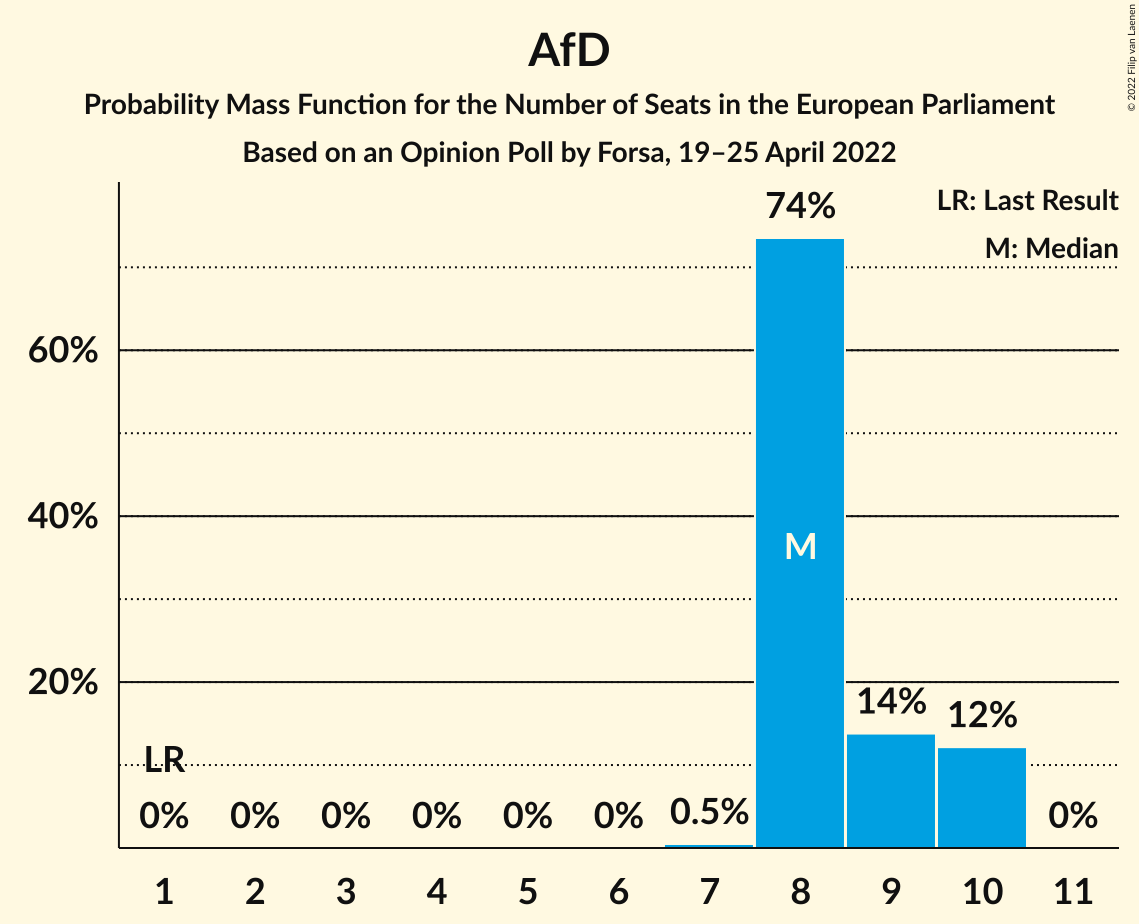 AfD
Probability Mass Function for the Number of Seats in the European Parliament
Based on an Opinion Poll by Forsa, 19–25 April 2022
© 2022 Filip van Laenen
LR: Last Result
M: Median
74%
60%
40%
M
20%
14%
12%
LR
0%
0%
0%
0%
0%
0%
0.5%
0%
1 2 3 4 5 6 7 8 9 10 11